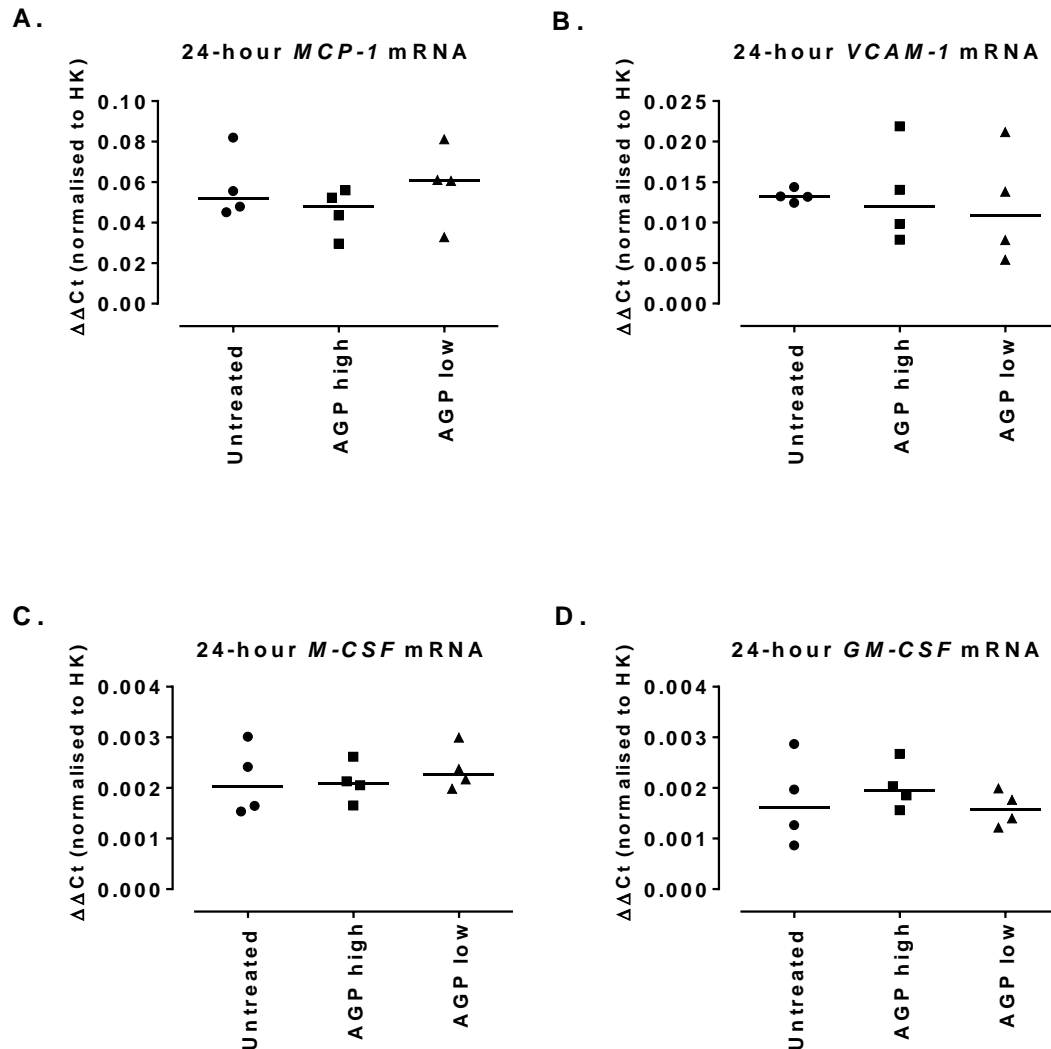 A.
24-hour MCP-1 mRNA
ΔΔCt (normalised to HK)
0.10
0.08
0.06
0.04
0.02
0.00
Untreated
AGP high
AGP low
B.
24-hour VCAM-1 mRNA
ΔΔCt (normalised to HK)
0.025
0.020
0.015
0.010
0.005
0.000
Untreated
AGP high
AGP low
C.
24-hour M-CSF mRNA
ΔΔCt (normalised to HK)
0.004
0.003
0.002
0.001
0.000
Untreated
AGP high
AGP low
D.
24-hour GM-CSF mRNA
ΔΔCt (normalised to HK)
0.004
0.003
0.002
0.001
0.000
Untreated
AGP high
AGP low